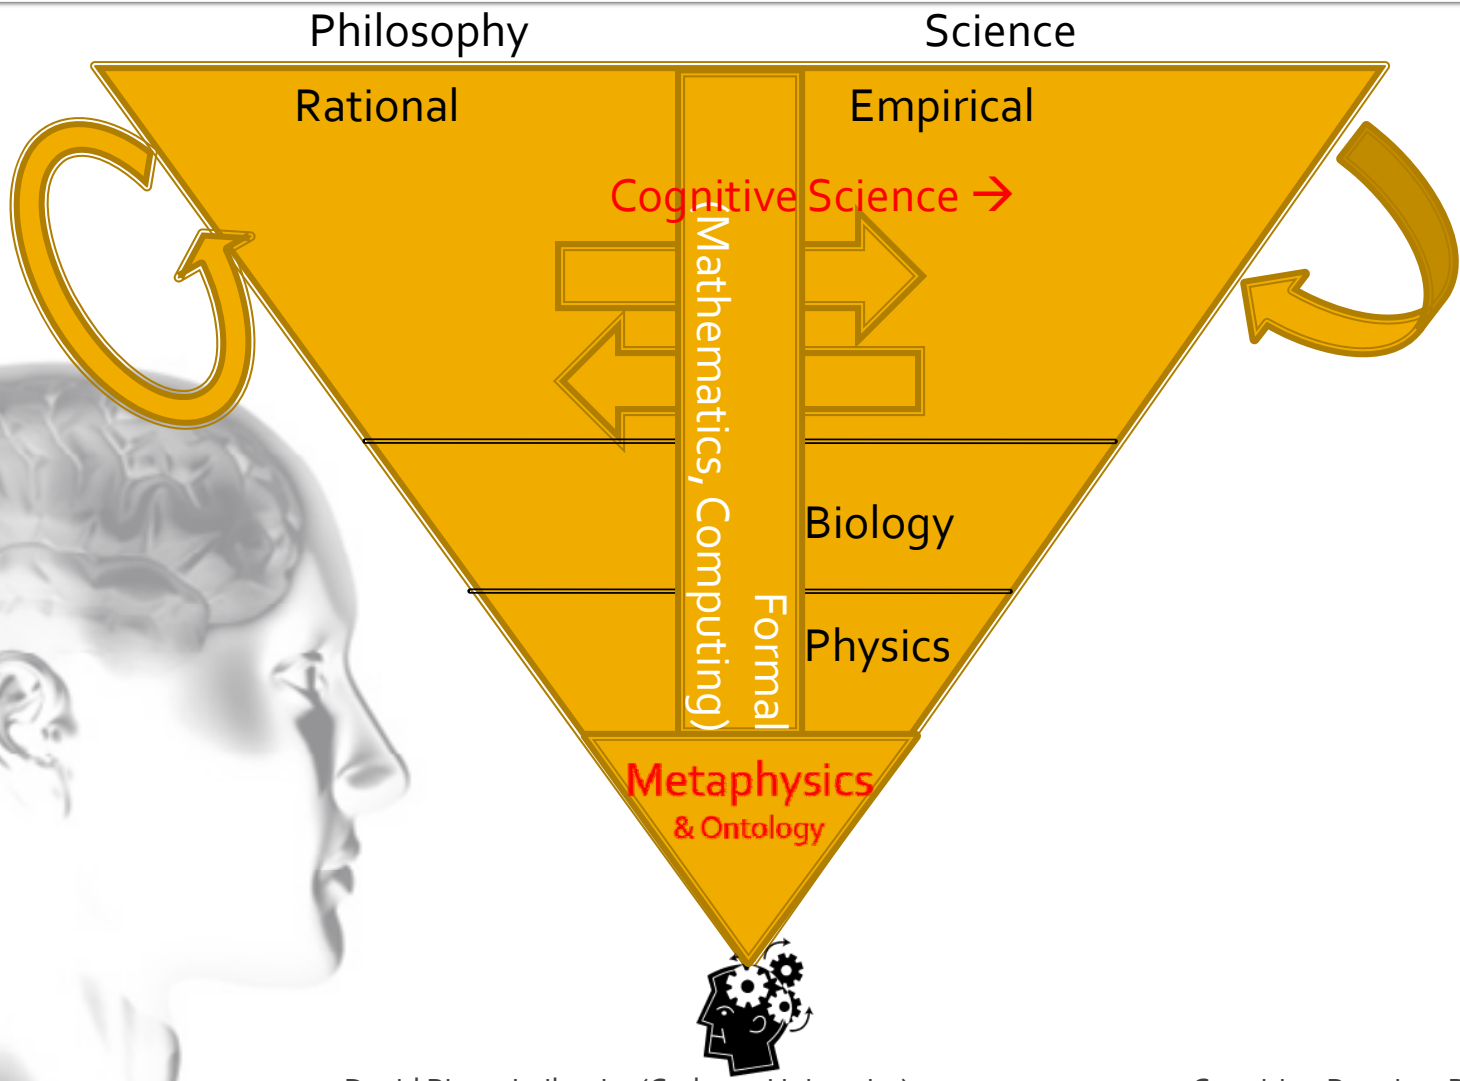 Philosophy
Science
Rational
Empirical
Cognitive Science →
Formal
(Mathematics, Computing)
Biology
Physics
Metaphysics
& Ontology